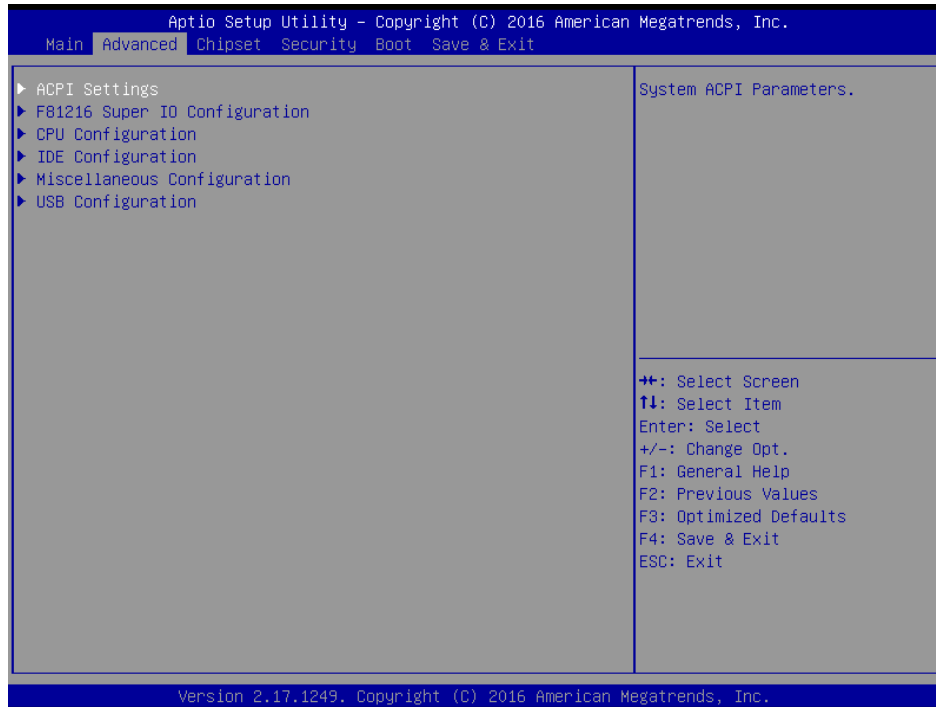 Aptio Setup Utility – Copyright (C) 2016 American Megatrends, Inc.
Main Advanced Chipset Security Boot Save & Exit
ACPI Settings
F81216 Super IO Configuration
CPU Configuration
IDE Configuration
Miscellaneous Configuration
USB Configuration
System ACPI Parameters.
→←: Select Screen
↑↓: Select Item
Enter: Select
+/-: Change Opt.
F1: General Help
F2: Previous Values
F3: Optimized Defaults
F4: Save & Exit
ESC: Exit
Version 2.17.1249. Copyright (C) 2016 American Megatrends, Inc.